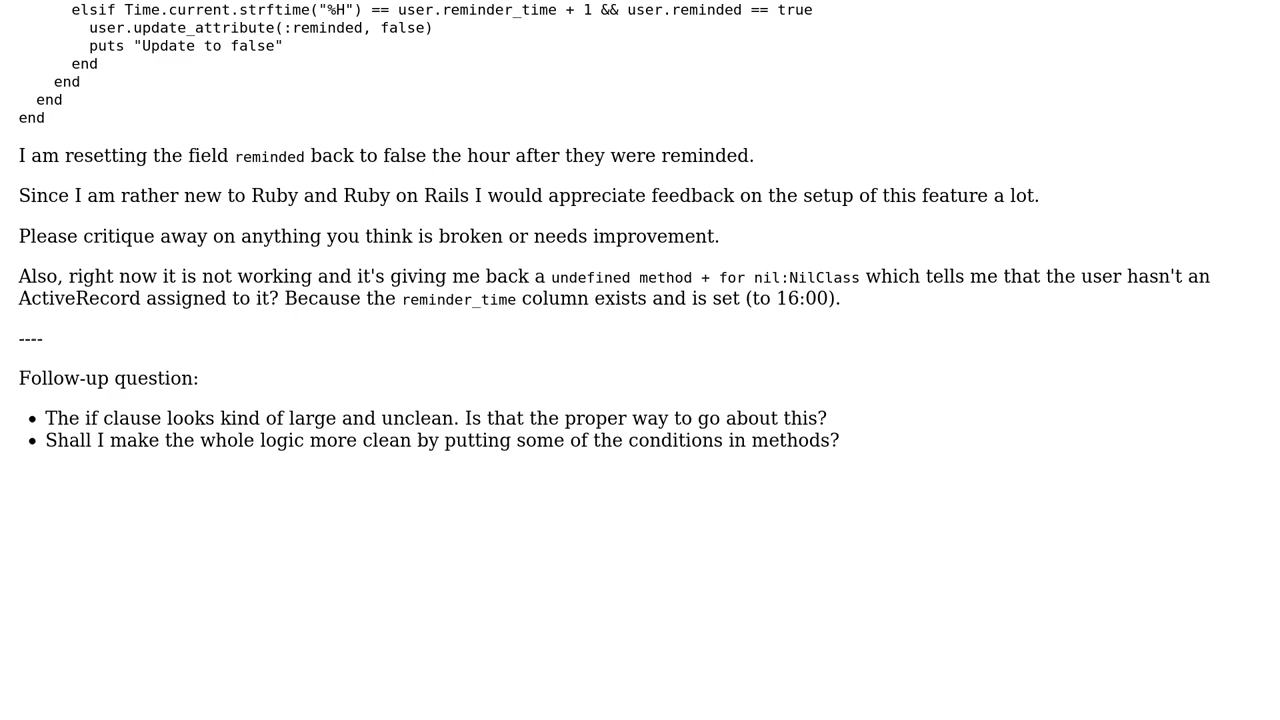 elsif Time.current.strftime("%H") == user.reminder_time + 1 && user.reminded == true
user.update_attribute(:reminded, false)
puts "Update to false"
end
end
end
end
I am resetting the field reminded back to false the hour after they were reminded.
Since I am rather new to Ruby and Ruby on Rails I would appreciate feedback on the setup of this feature a lot.
Please critique away on anything you think is broken or needs improvement.
Also, right now it is not working and it's giving me back a undefined method + for nil:NilClass which tells me that the user hasn't an
ActiveRecord assigned to it? Because the reminder_time column exists and is set (to 16:00).
----
Follow-up question:
• The if clause looks kind of large and unclean. Is that the proper way to go about this?
• Shall I make the whole logic more clean by putting some of the conditions in methods?